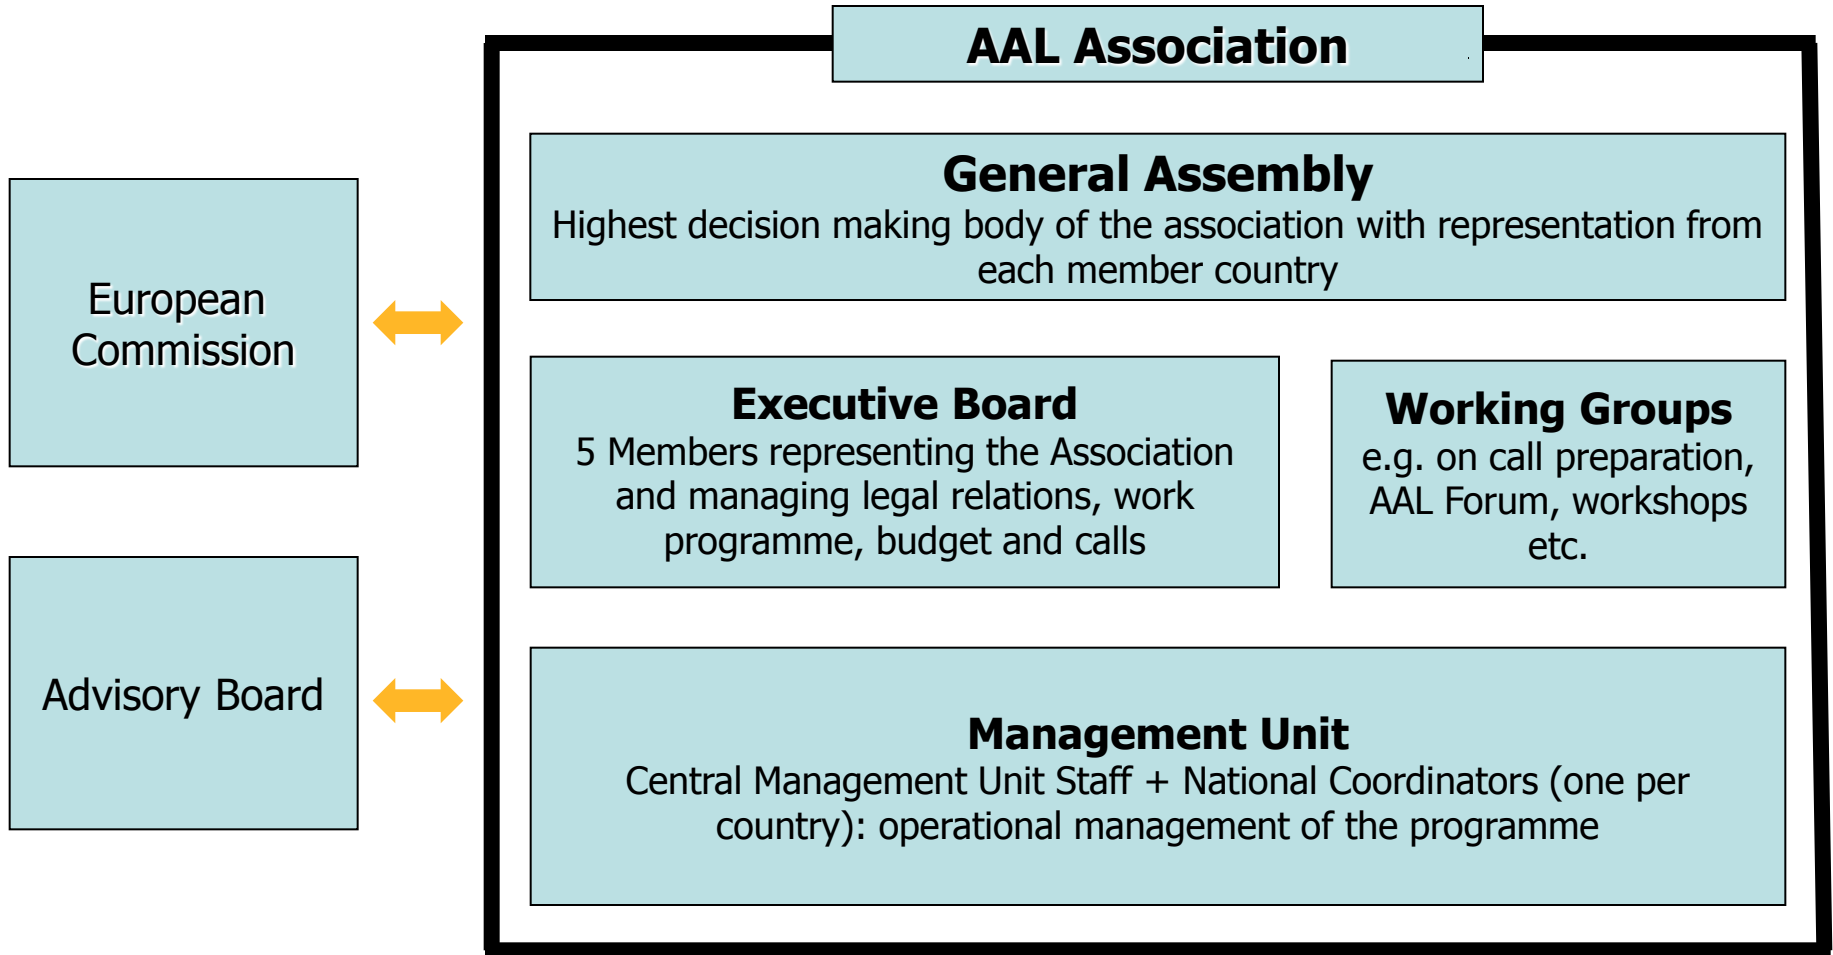 AAL Association
General Assembly
Highest decision making body of the association with representation from
each member country
European
Commission
Executive Board
5 Members representing the Association
and managing legal relations, work
programme, budget and calls
Working Groups
e.g. on call preparation,
AAL Forum, workshops
etc.
Advisory Board
Management Unit
Central Management Unit Staff + National Coordinators (one per
country): operational management of the programme